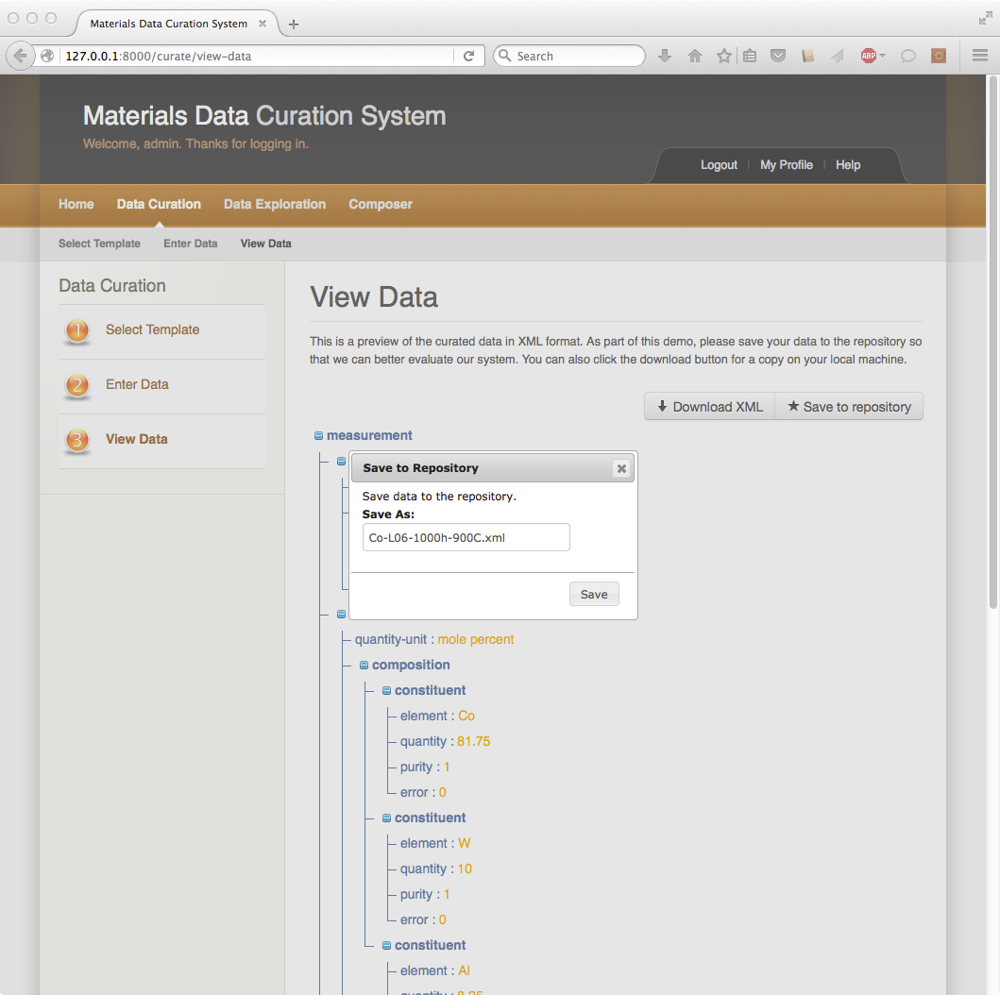 Materials Data Curation System
127.0.0.1:8000/curate/view-data
Search
ABP
Materials Data Curation System
Welcome, admin. Thanks for logging in.
Logout My Profile Help
Home Data Curation Data Exploration Composer
Select Template Enter Data View Data
Data Curation
1 Select Template
2 Enter Data
3 View Data
View Data
This is a preview of the curated data in XML format. As part of this demo, please save your data to the repository so
that we can better evaluate our system. You can also click the download button for a copy on your local machine.
Download XML Save to repository
measurement
Save to Repository
Save data to the repository.
Save As:
Co-L06-1000h-900C.xml
Save
quantity-unit : mole percent
composition
constituent
element : Co
quantity : 81.75
purity : 1
error : 0
constituent
element : W
quantity : 10
purity : 1
error : 0
constituent
element : Al
quantity : 8.25